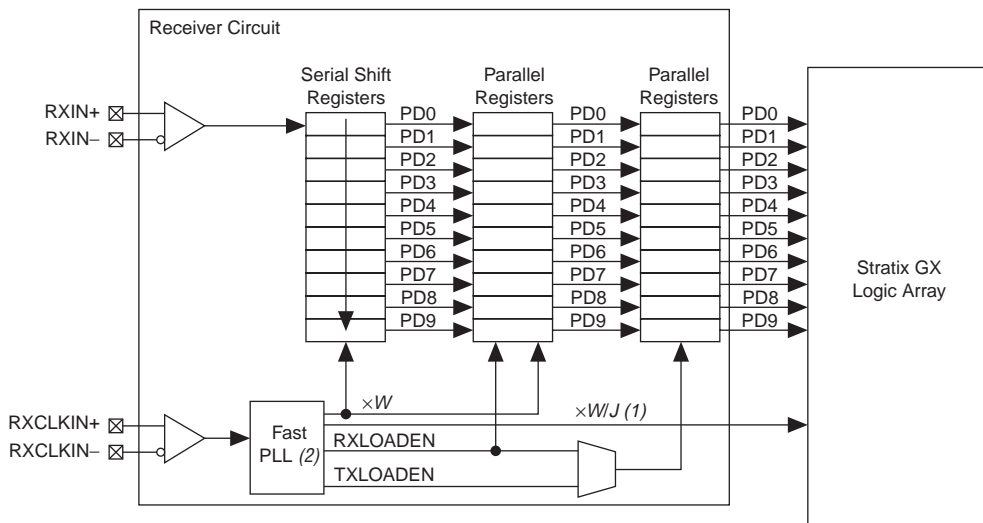 Receiver Circuit
Serial Shift
Registers
Parallel
Registers
Parallel
Registers
RXIN+
RXIN−
PD0 PD0 PD0
PD1 PD1 PD1
PD2 PD2 PD2
PD3 PD3 PD3
PD4 PD4 PD4
PD5 PD5 PD5
PD6 PD6 PD6
PD7 PD7 PD7
PD8 PD8 PD8
PD9 PD9 PD9
Stratix GX
Logic Array
×W
×W/J (1)
RXCLKIN+
RXCLKIN−
Fast
PLL (2)
RXLOADEN
TXLOADEN